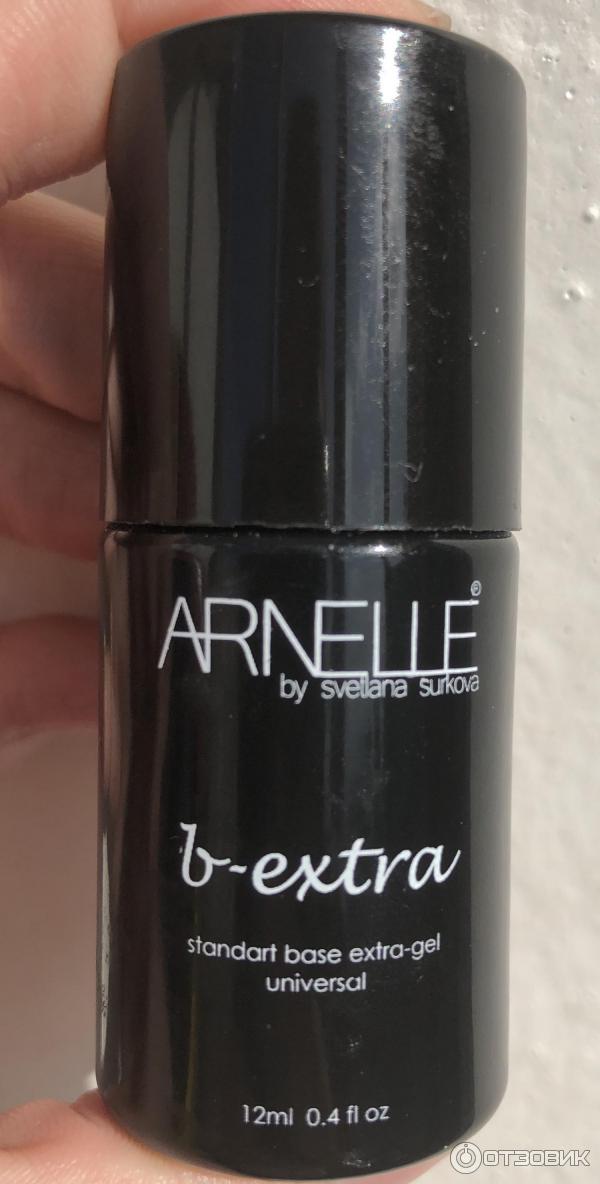 ARNELLE®
by svetlana surkova
b-extra
standart base extra-gel
universal
12ml 0.4 fl oz
ОТЗОВИК